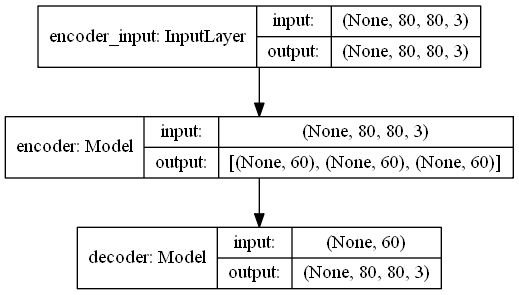 encoder_input: InputLayer
input: (None, 80, 80, 3)
output: (None, 80, 80, 3)
encoder: Model
input: (None, 80, 80, 3)
output: [(None, 60), (None, 60), (None, 60)]
decoder: Model
input: (None, 60)
output: (None, 80, 80, 3)